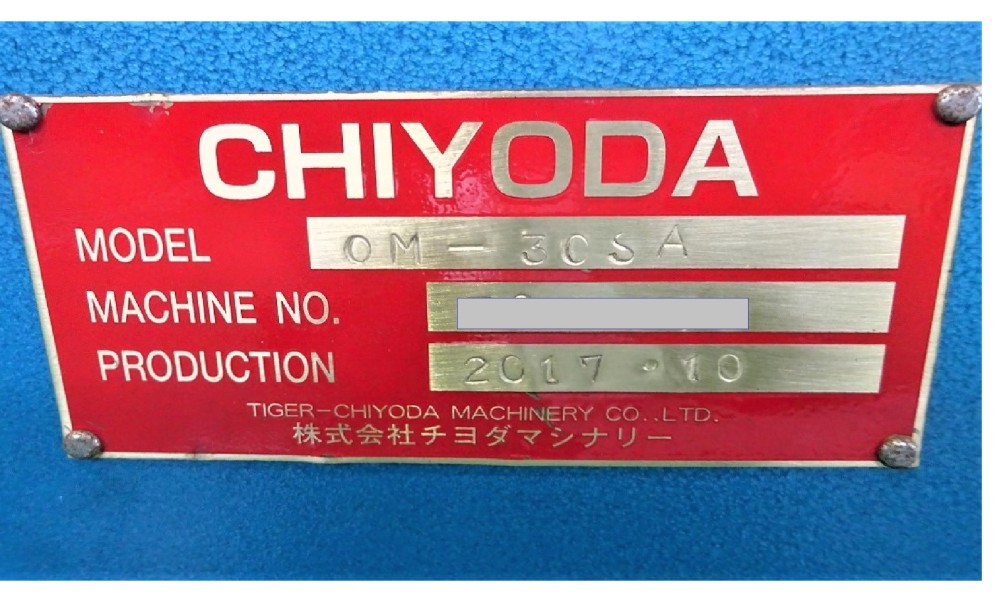 CHIYODA
MODEL OM-30SA
MACHINE NO.
PRODUCTION 2017・10
TIGER-CHIYODA MACHINERY CO.,LTD.
株式会社チヨダマシナリー